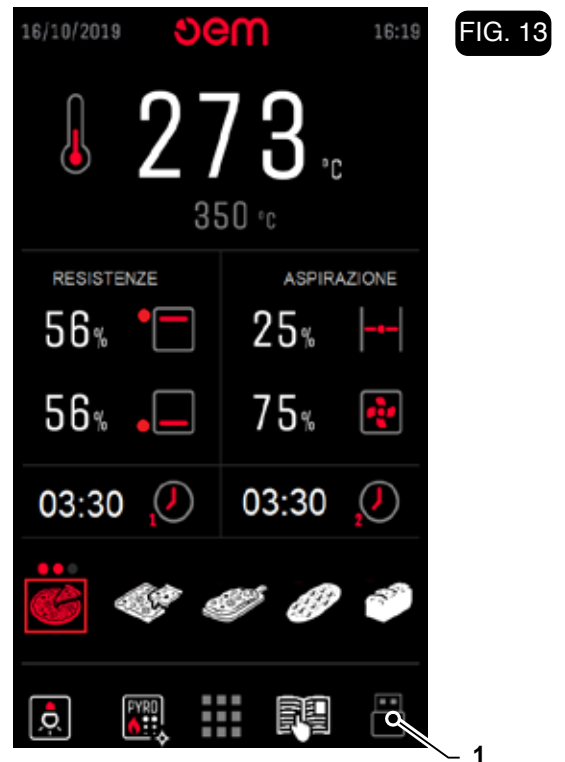 16/10/2019 oem 16:19 FIG. 13
273 °C
350 °C
RESISTENZE ASPIRAZIONE
56% 25%
56% 75%
03:30 1 03:30 2
PYRO
1